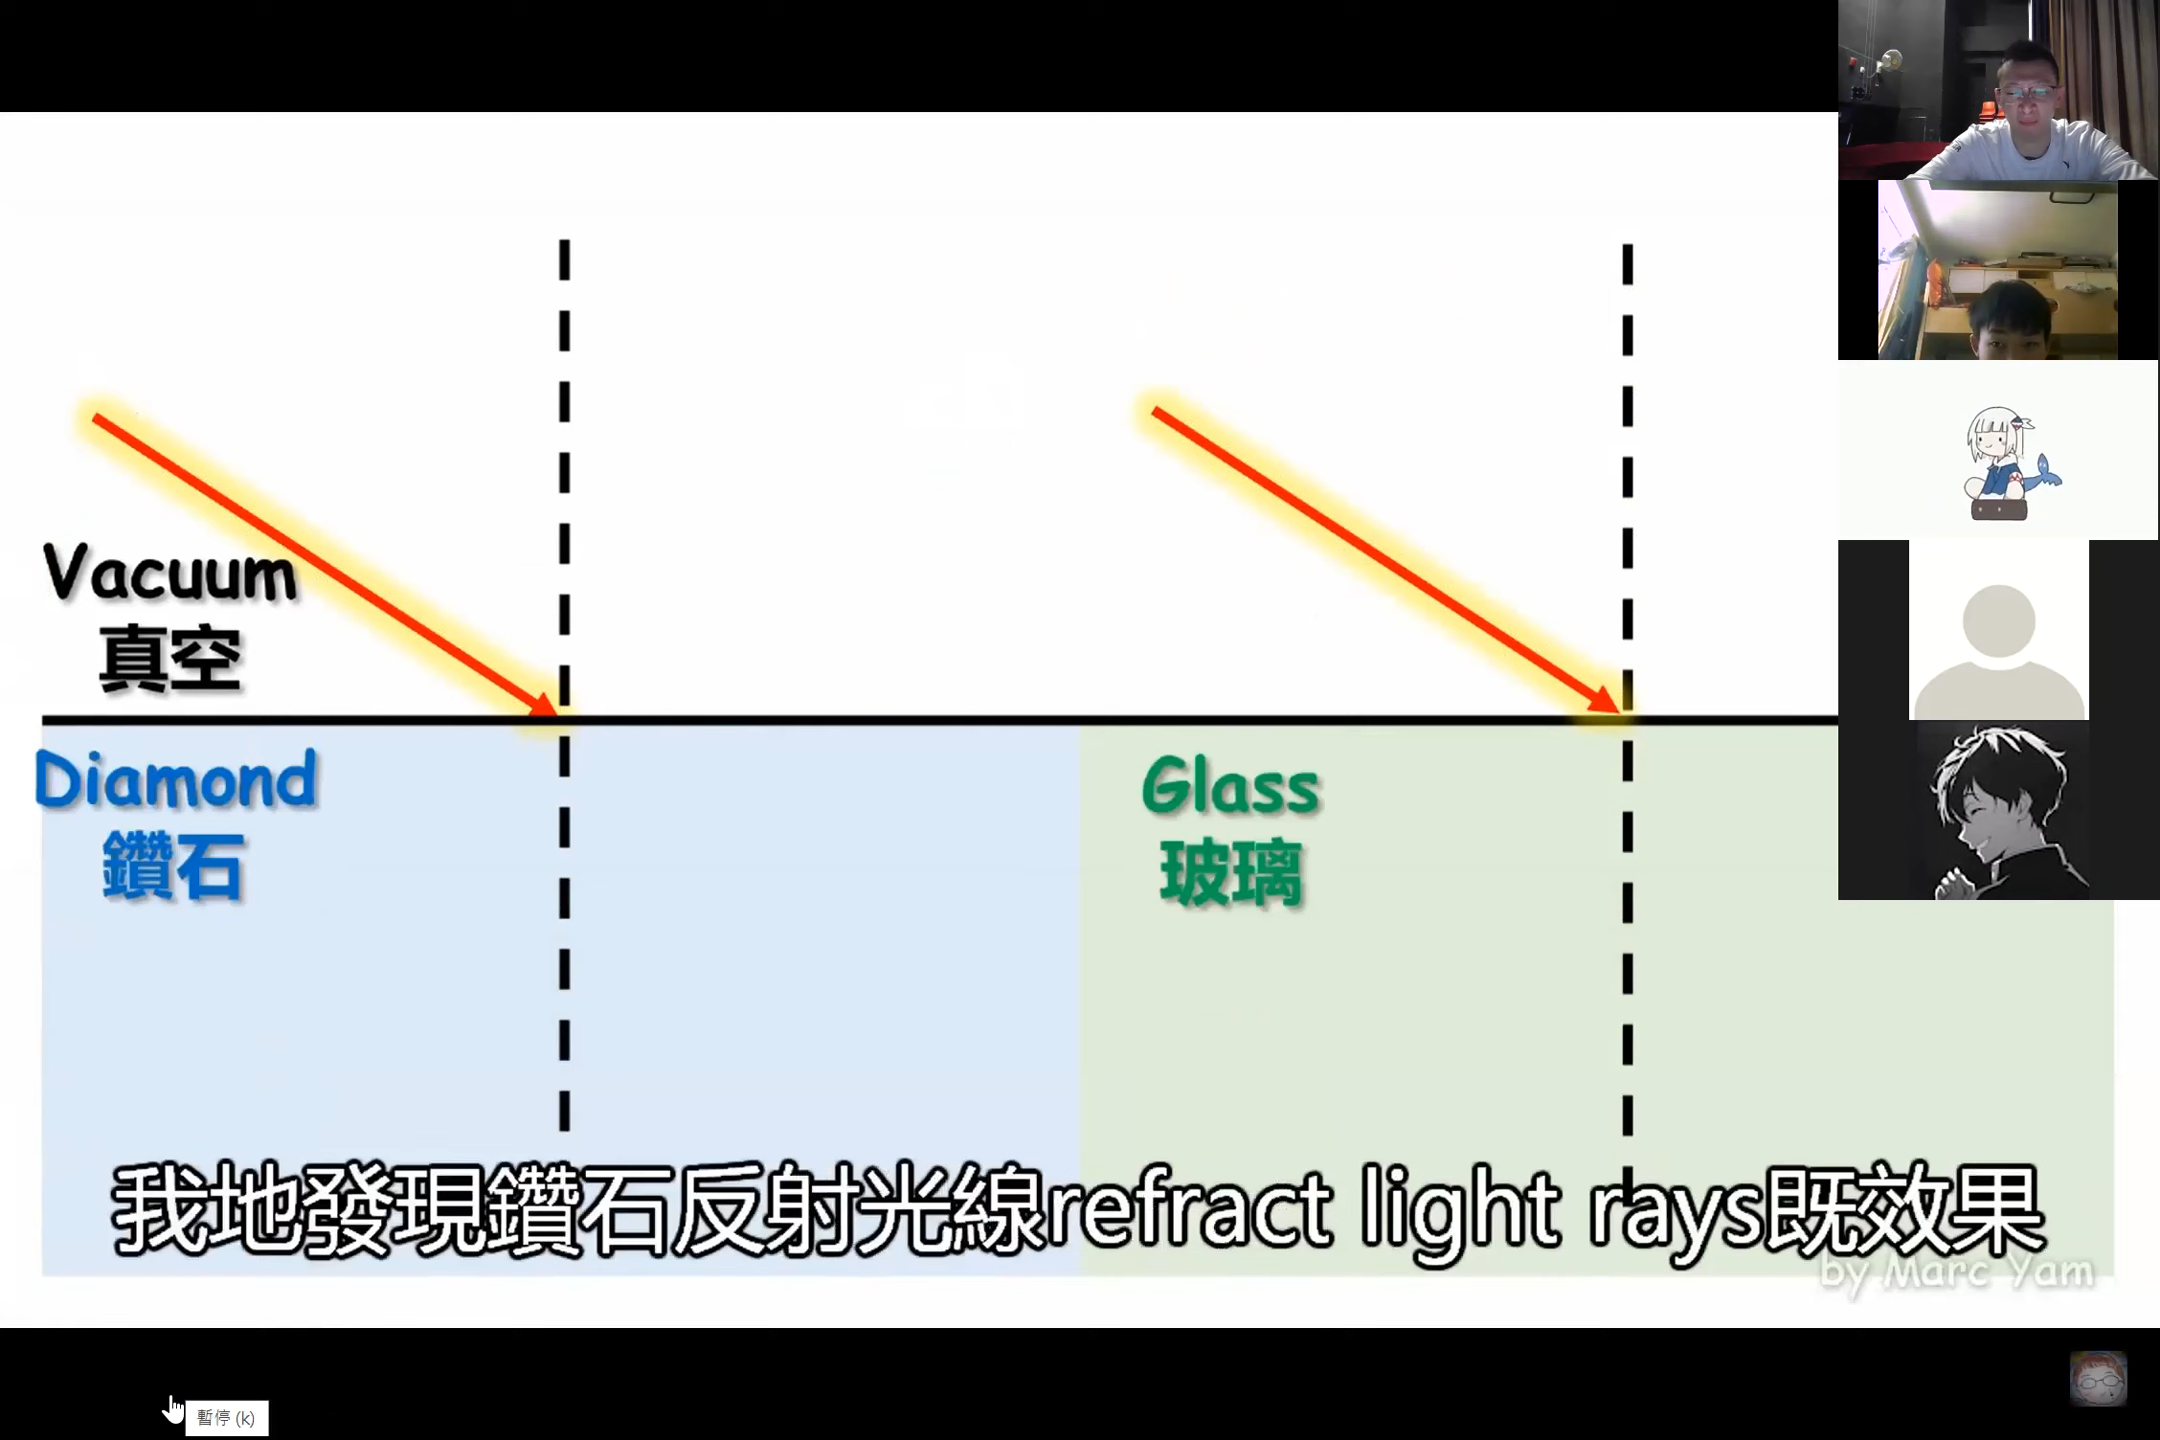 Vacuum
真空
Diamond
鑽石
Glass
玻璃
我地發現鑽石反射光線refract light rays既效果
by Marc Yam
暫停 (k)